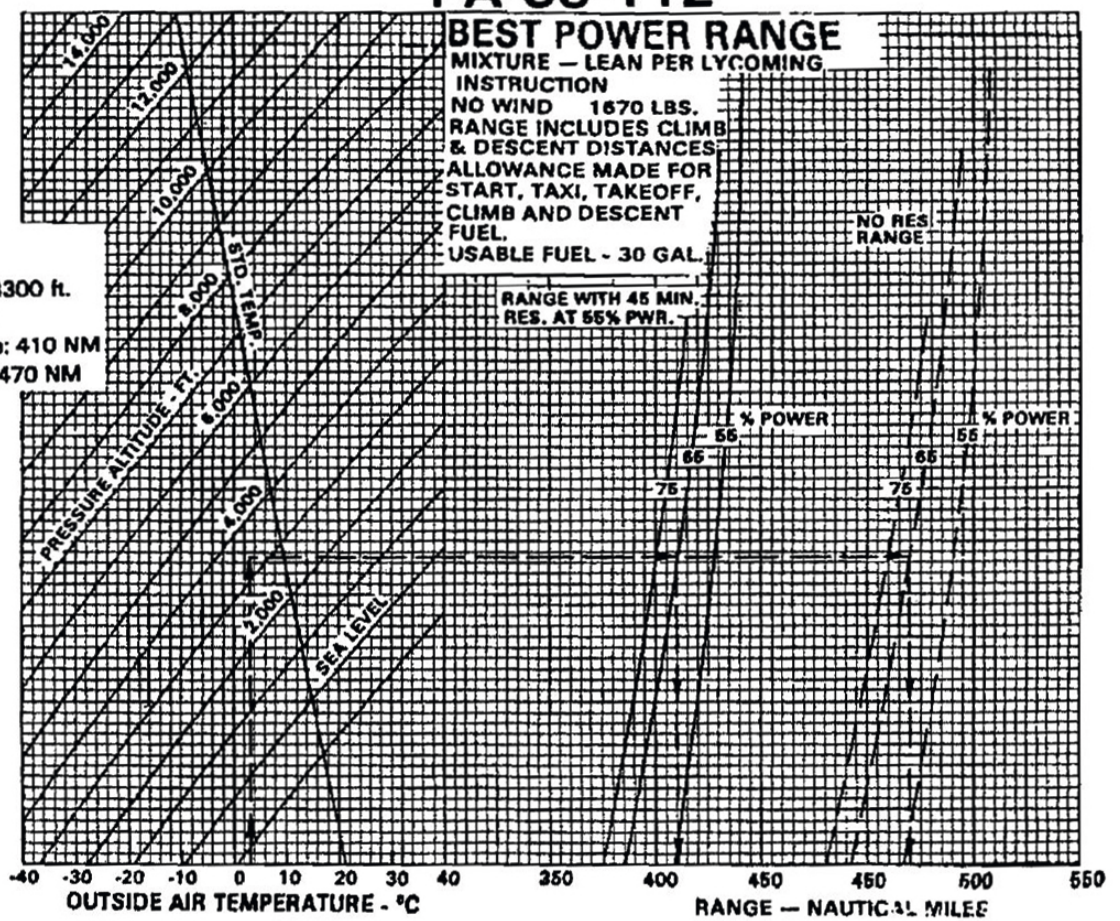 BEST POWER RANGE
MIXTURE — LEAN PER LYCOMING
INSTRUCTION
NO WIND 1670 LBS.
RANGE INCLUDES CLIMB
& DESCENT DISTANCES
ALLOWANCE MADE FOR
START, TAXI, TAKEOFF,
CLIMB AND DESCENT
FUEL.
USABLE FUEL - 30 GAL.
RANGE WITH 45 MIN.
RES. AT 55% PWR.
NO RES
RANGE
14,000
12,000
10,000
8,000
6,000
4,000
2,000
SEA LEVEL
STD. TEMP.
PRESSURE ALTITUDE - FT.
300 ft.
: 410 NM
470 NM
% POWER
55
65
75
% POWER
55
65
75
-40 -30 -20 -10 0 10 20 30 40 250 400 450 450 500 550
OUTSIDE AIR TEMPERATURE - °C
RANGE — NAUTICAL MILES